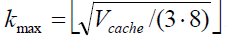 k_max = ⌊√(V_cache /(3·8))⌋